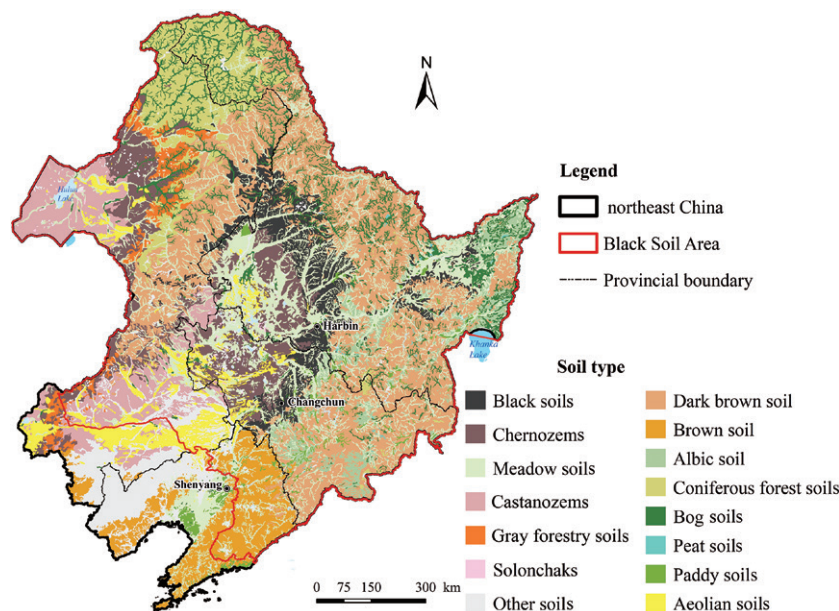 N
Legend
northeast China
Black Soil Area
Provincial boundary
Hulun
Lake
Harbin
Khanka
Lake
Changchun
Shenyang
Soil type
Black soils
Chernozems
Meadow soils
Castanozems
Gray forestry soils
Solonchaks
Other soils
Dark brown soil
Brown soil
Albic soil
Coniferous forest soils
Bog soils
Peat soils
Paddy soils
Aeolian soils
0 75 150 300 km